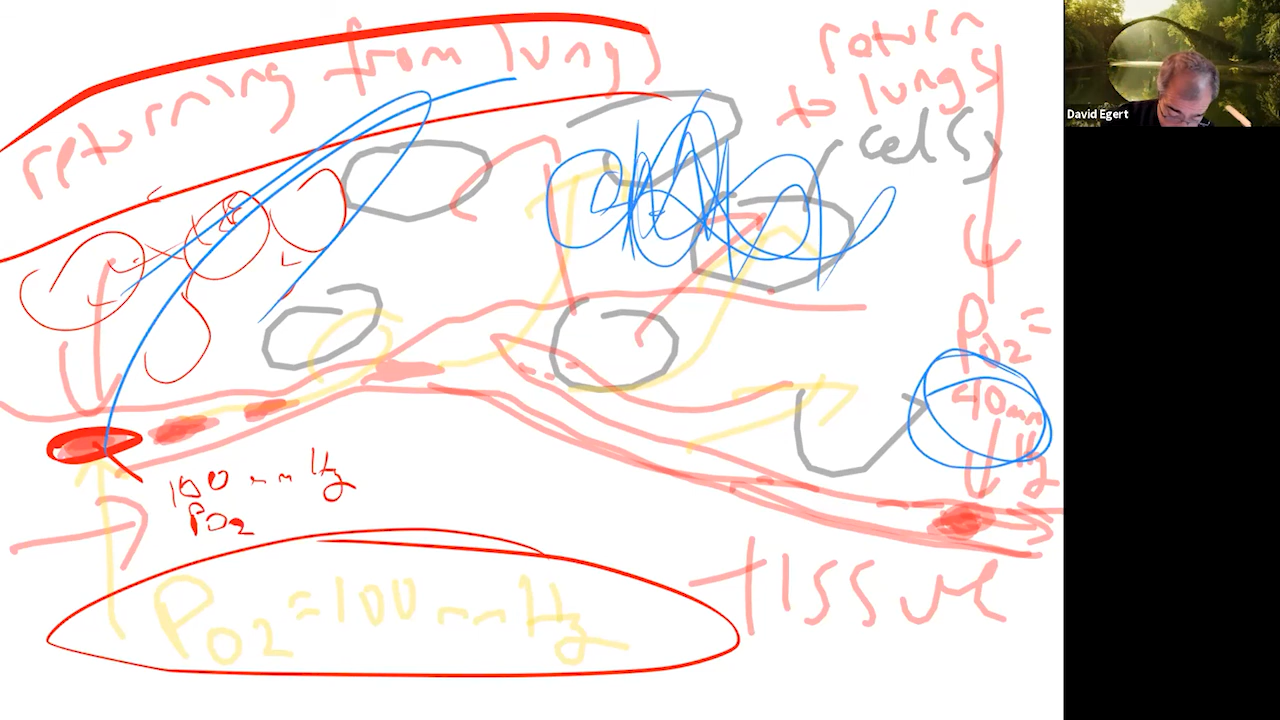 returning from lungs
return
to lungs
cells
David Egert
PO2 =
40 mm
Hg
100 mm Hg
PO2
PO2 = 100 mm Hg
tissue